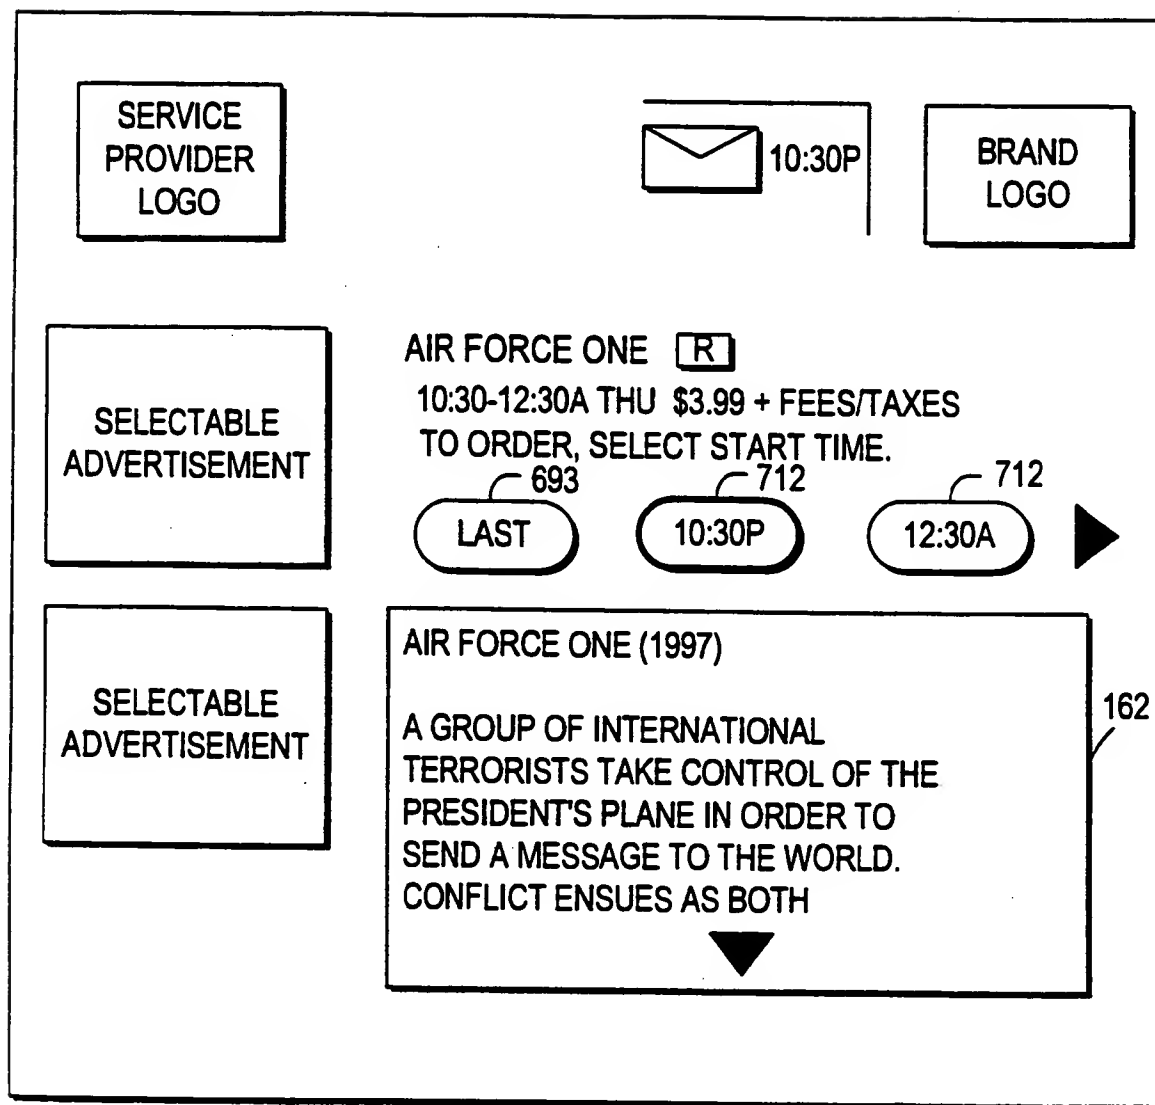 SERVICE
PROVIDER
LOGO
10:30P
BRAND
LOGO
SELECTABLE
ADVERTISEMENT
AIR FORCE ONE R
10:30-12:30A THU $3.99 + FEES/TAXES
TO ORDER, SELECT START TIME.
693 712 712
LAST 10:30P 12:30A
SELECTABLE
ADVERTISEMENT
AIR FORCE ONE (1997)
A GROUP OF INTERNATIONAL
TERRORISTS TAKE CONTROL OF THE
PRESIDENT'S PLANE IN ORDER TO
SEND A MESSAGE TO THE WORLD.
CONFLICT ENSUES AS BOTH
162